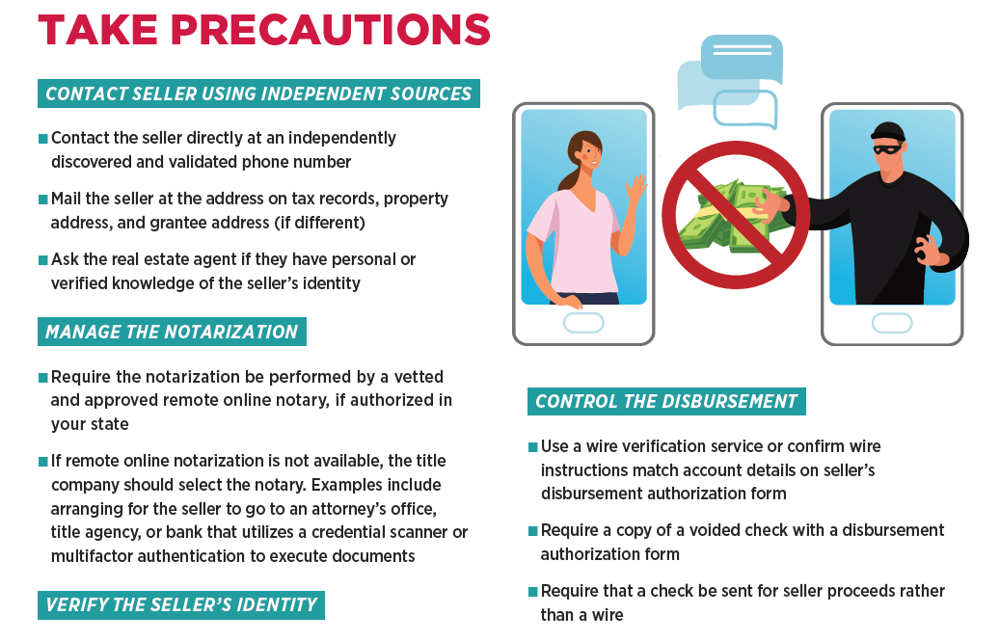 TAKE PRECAUTIONS
CONTACT SELLER USING INDEPENDENT SOURCES
Contact the seller directly at an independently
discovered and validated phone number
Mail the seller at the address on tax records, property
address, and grantee address (if different)
Ask the real estate agent if they have personal or
verified knowledge of the seller’s identity
MANAGE THE NOTARIZATION
Require the notarization be performed by a vetted
and approved remote online notary, if authorized in
your state
If remote online notarization is not available, the title
company should select the notary. Examples include
arranging for the seller to go to an attorney’s office,
title agency, or bank that utilizes a credential scanner or
multifactor authentication to execute documents
VERIFY THE SELLER’S IDENTITY
CONTROL THE DISBURSEMENT
Use a wire verification service or confirm wire
instructions match account details on seller’s
disbursement authorization form
Require a copy of a voided check with a disbursement
authorization form
Require that a check be sent for seller proceeds rather
than a wire